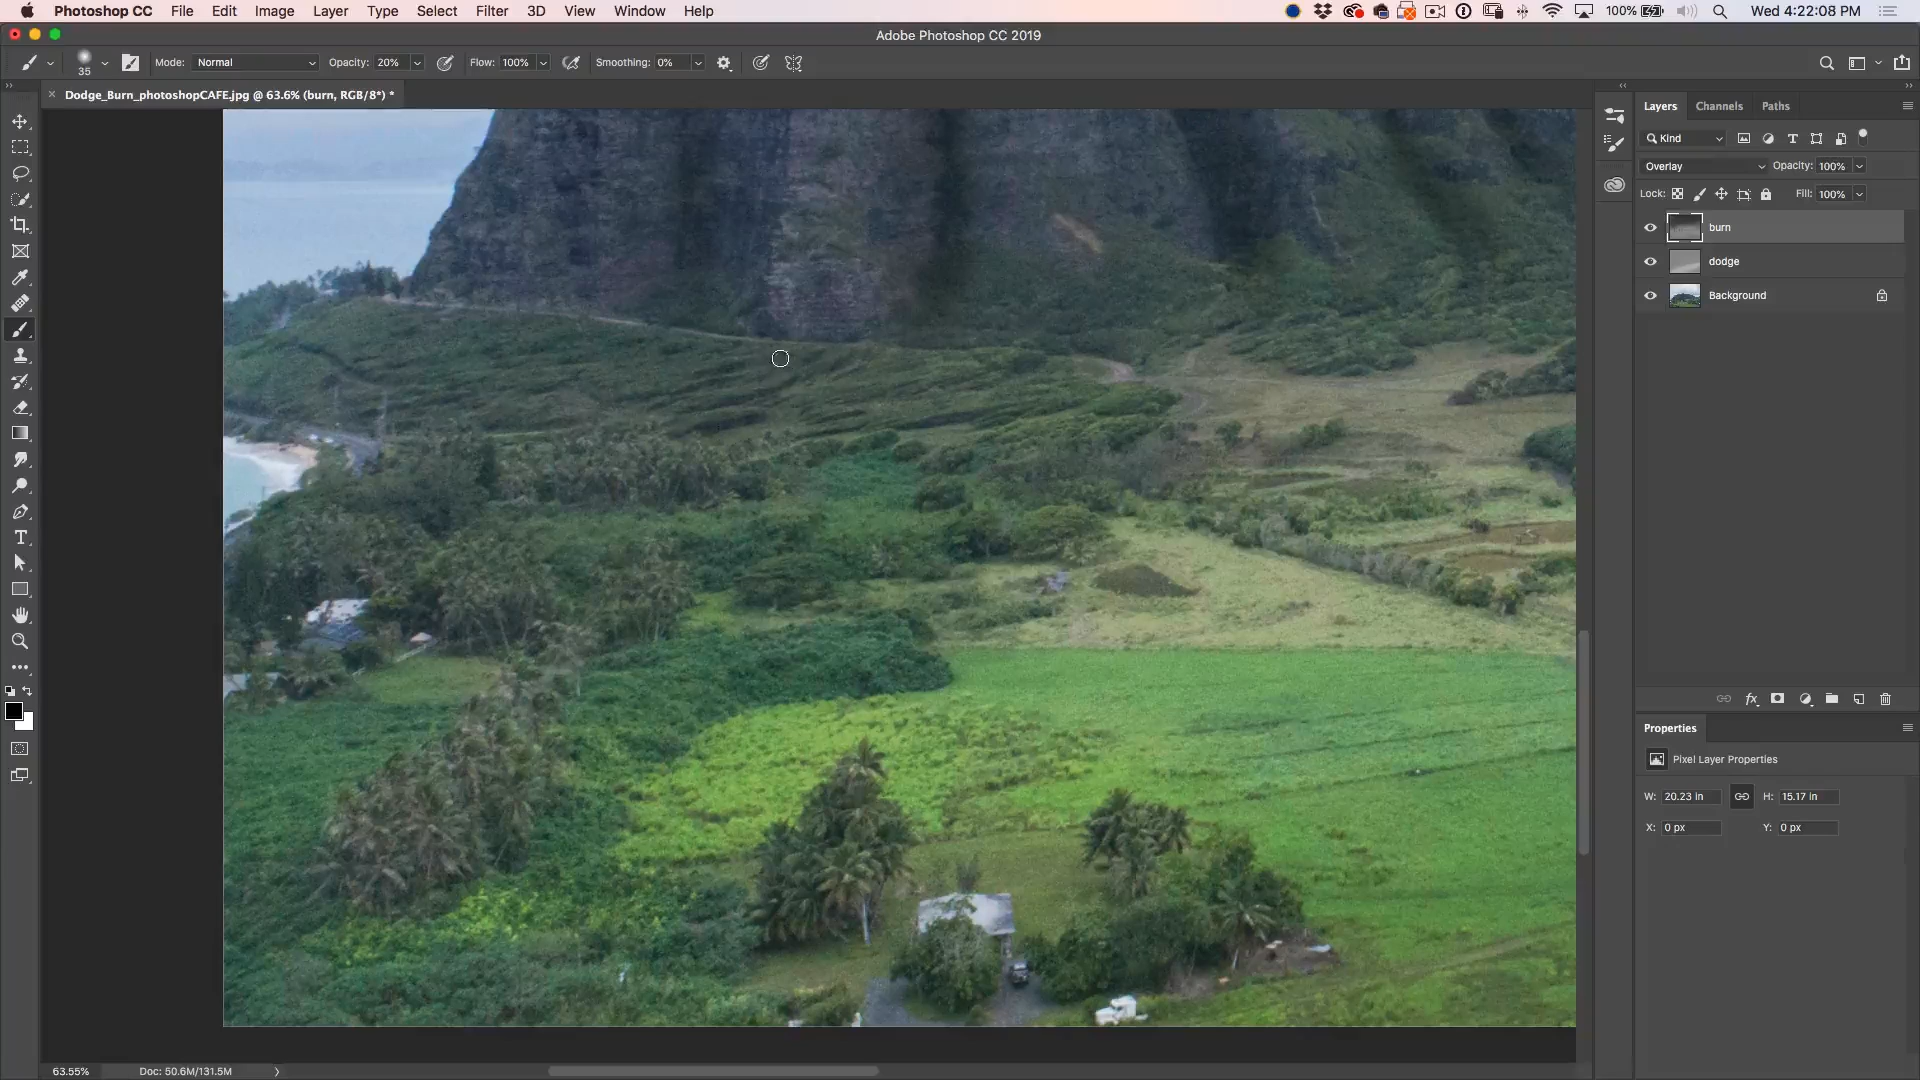 Photoshop CC File Edit Image Layer Type Select Filter 3D View Window Help 100% Wed 4:22:08 PM
Adobe Photoshop CC 2019
35 Mode: Normal Opacity: 20% Flow: 100% Smoothing: 0%
Dodge_Burn_photoshopCAFE.jpg @ 63.6% (burn, RGB/8*) *
Layers Channels Paths
Kind
Overlay Opacity: 100%
Lock: Fill: 100%
burn
dodge
Background
Properties
Pixel Layer Properties
W: 20.23 in H: 15.17 in
X: 0 px Y: 0 px
63.55% Doc: 50.6M/131.5M